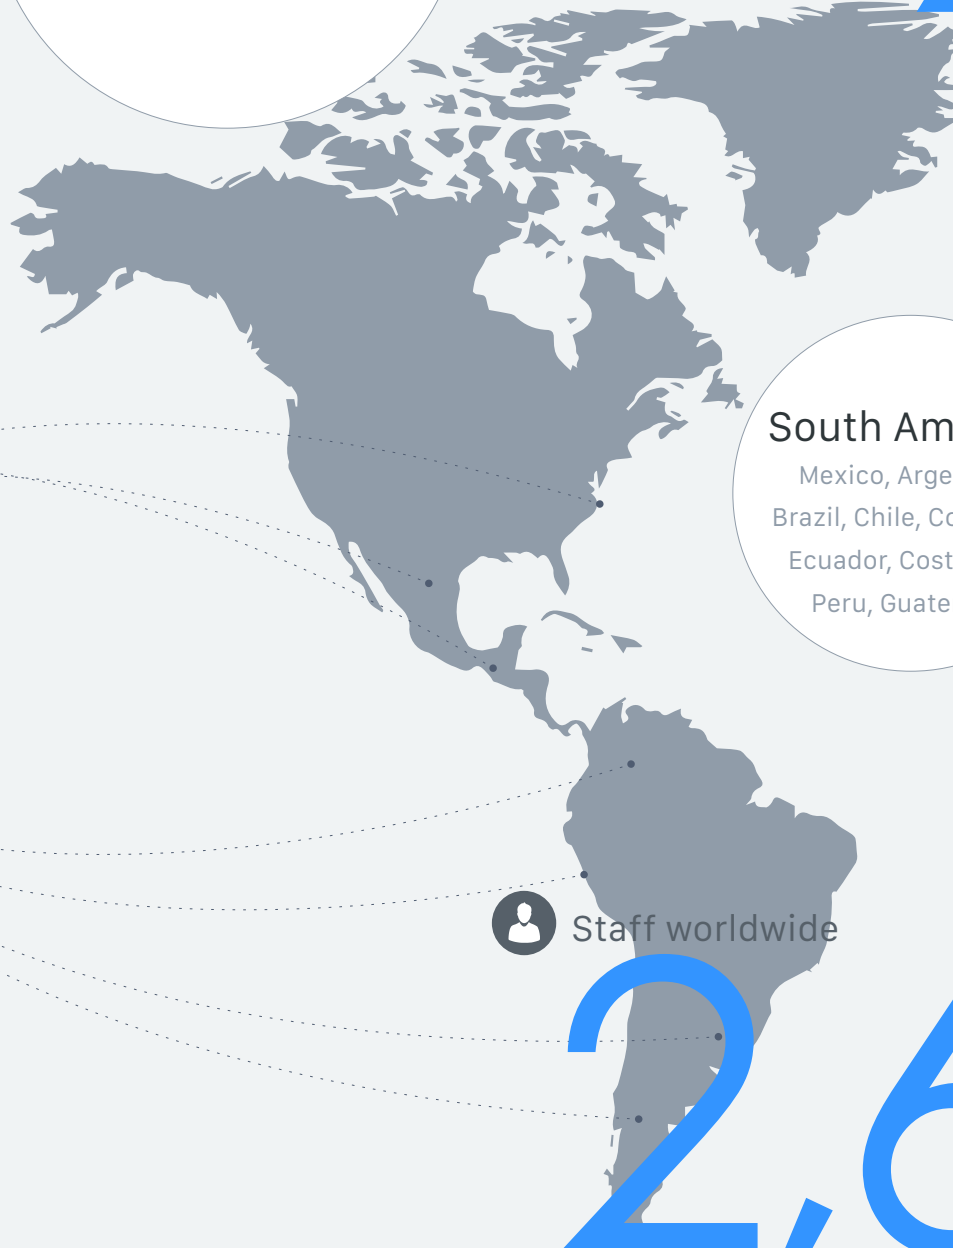 South Am
Mexico, Arge
Brazil, Chile, Co
Ecuador, Cost
Peru, Guate
Staff worldwide
2,6